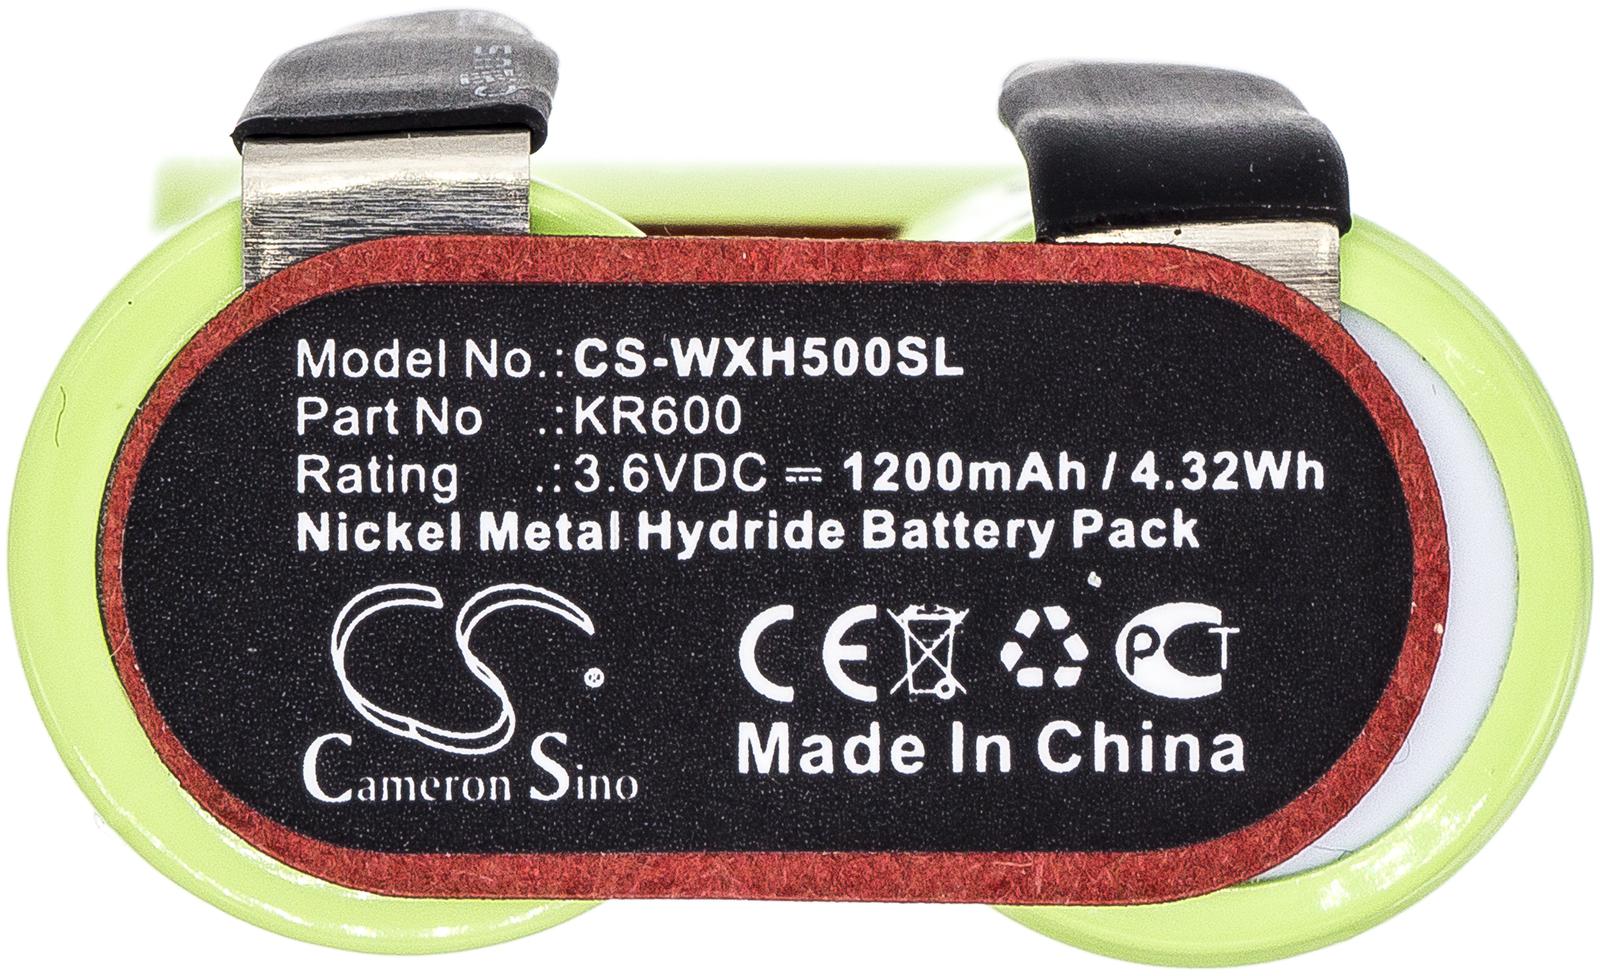 Model No.:CS-WXH500SL
Part No .:KR600
Rating .:3.6VDC ⎓ 1200mAh / 4.32Wh
Nickel Metal Hydride Battery Pack
CS®
Cameron Sino
CE PCT
Made In China